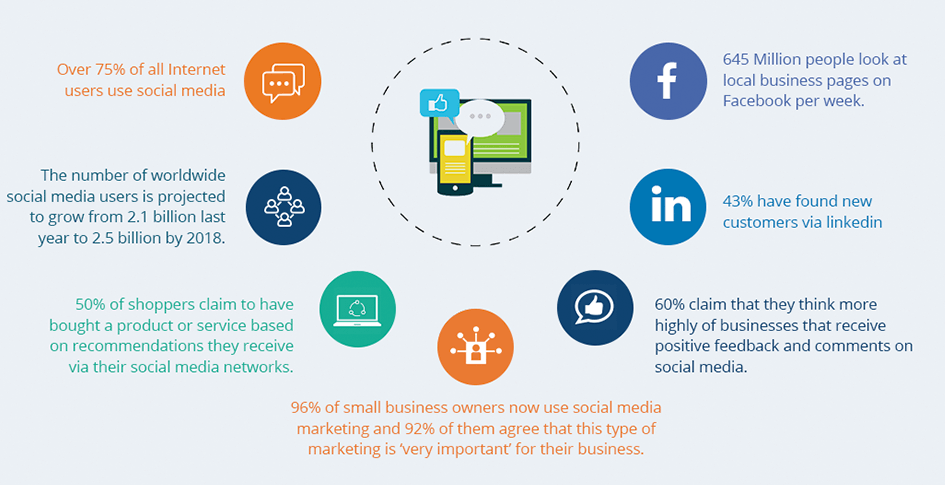 Over 75% of all Internet
users use social media
The number of worldwide
social media users is projected
to grow from 2.1 billion last
year to 2.5 billion by 2018.
50% of shoppers claim to have
bought a product or service based
on recommendations they receive
via their social media networks.
96% of small business owners now use social media
marketing and 92% of them agree that this type of
marketing is ‘very important’ for their business.
f
645 Million people look at
local business pages on
Facebook per week.
in
43% have found new
customers via linkedin
60% claim that they think more
highly of businesses that receive
positive feedback and comments on
social media.